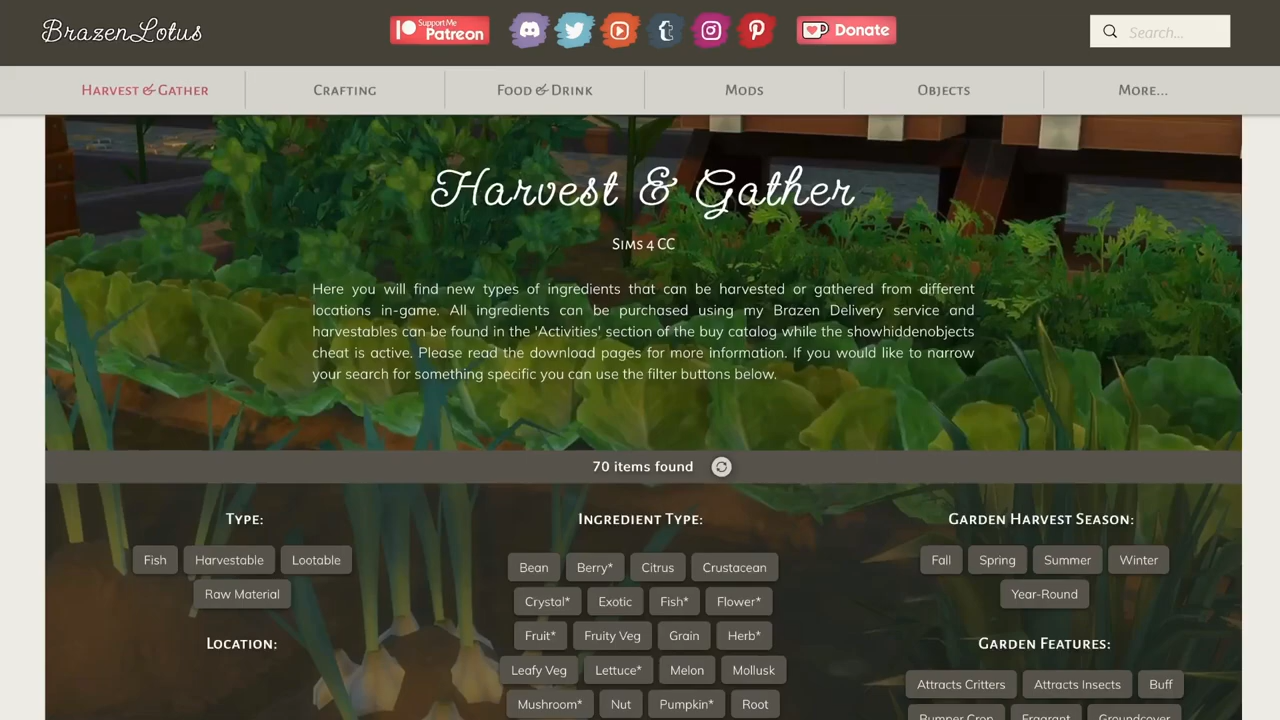 BrazenLotus
Support Me
Patreon
Donate
Search...
Harvest & Gather
Crafting
Food & Drink
Mods
Objects
More...
Harvest & Gather
Sims 4 CC
Here you will find new types of ingredients that can be harvested or gathered from different
locations in-game. All ingredients can be purchased using my Brazen Delivery service and
harvestables can be found in the 'Activities' section of the buy catalog while the showhiddenobjects
cheat is active. Please read the download pages for more information. If you would like to narrow
your search for something specific you can use the filter buttons below.
70 items found
Type:
Fish Harvestable Lootable
Raw Material
Location:
Ingredient Type:
Bean Berry* Citrus Crustacean
Crystal* Exotic Fish* Flower*
Fruit* Fruity Veg Grain Herb*
Leafy Veg Lettuce* Melon Mollusk
Mushroom* Nut Pumpkin* Root
Garden Harvest Season:
Fall Spring Summer Winter
Year-Round
Garden Features:
Attracts Critters Attracts Insects Buff
Bumper Crop Fragrant Groundcover